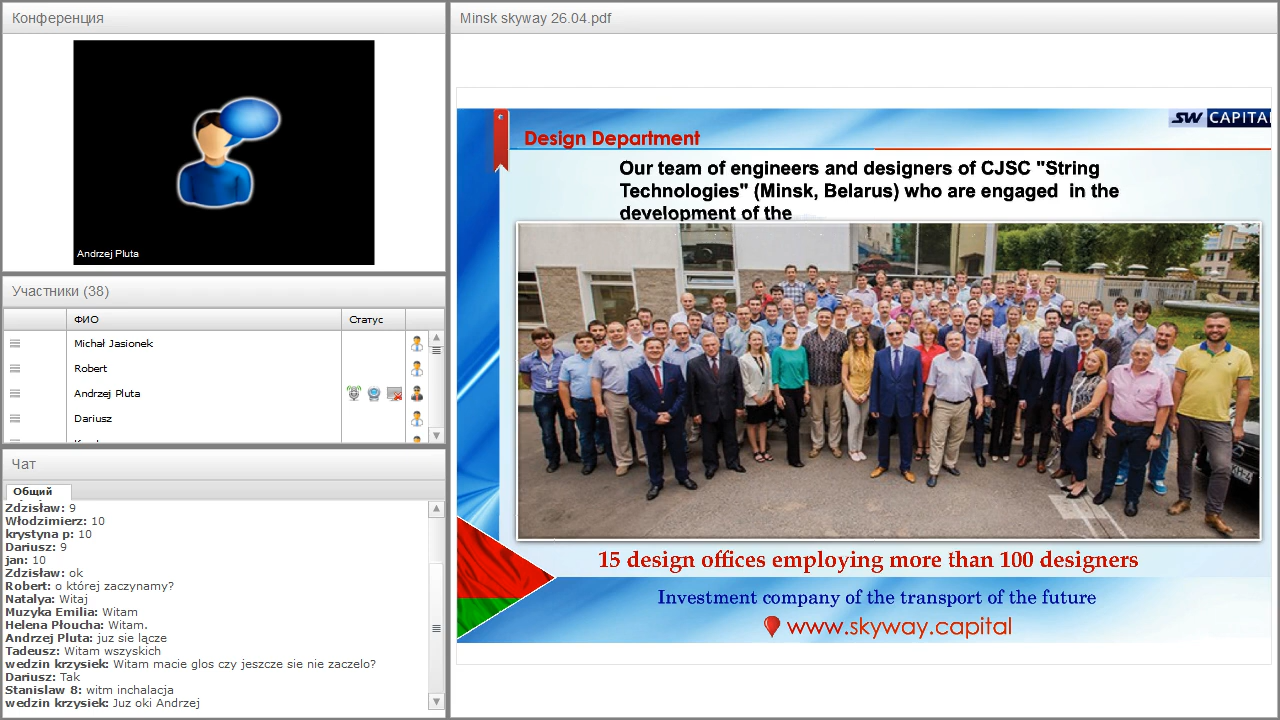 Конференция
Andrzej Pluta
Участники (38)
ФИО Статус
Michał Jasionek
Robert
Andrzej Pluta
Dariusz
Чат
Общий
Zdzisław: 9
Włodzimierz: 10
krystyna p: 10
Dariusz: 9
jan: 10
Zdzisław: ok
Robert: o której zaczynamy?
Natalya: Witaj
Muzyka Emilia: Witam
Helena Płoucha: Witam.
Andrzej Pluta: juz sie lącze
Tadeusz: Witam wszyskich
wedzin krzysiek: Witam macie glos czy jeszcze sie nie zaczelo?
Dariusz: Tak
Stanislaw 8: witm inchalacja
wedzin krzysiek: Juz oki Andrzej
Minsk skyway 26.04.pdf
SW CAPITAL
Design Department
Our team of engineers and designers of CJSC "String
Technologies" (Minsk, Belarus) who are engaged in the
development of the
15 design offices employing more than 100 designers
Investment company of the transport of the future
www.skyway.capital